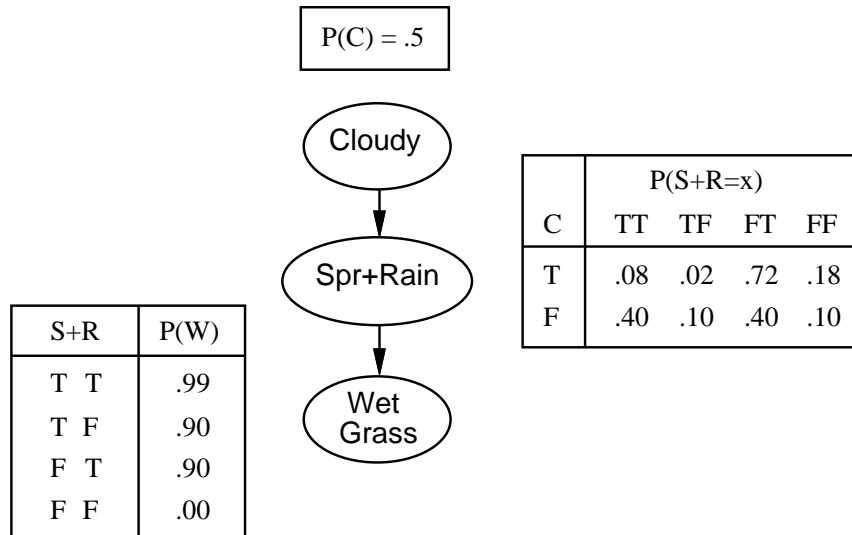 P(C) = .5
Cloudy
P(S+R=x)
C TT TF FT FF
T .08 .02 .72 .18
F .40 .10 .40 .10
Spr+Rain
S+R P(W)
T T .99
T F .90
F T .90
F F .00
Wet
Grass